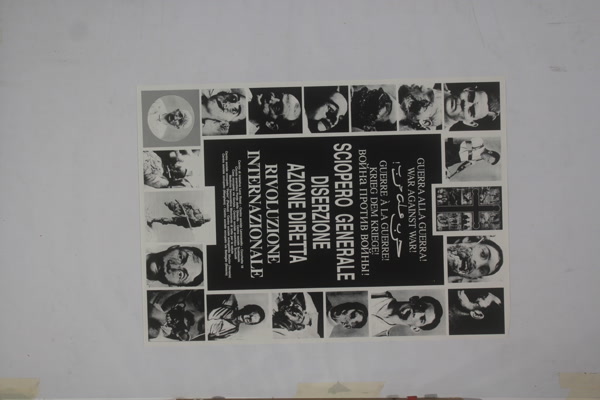 GUERRA ALLA GUERRA!
WAR AGAINST WAR!
GUERRE À LA GUERRE!
KRIEG DEM KRIEGE!
ВОЙНА ПРОТИВ ВОЙНЫ!
SCIOPERO GENERALE
DISERZIONE
AZIONE DIRETTA
RIVOLUZIONE
INTERNAZIONALE